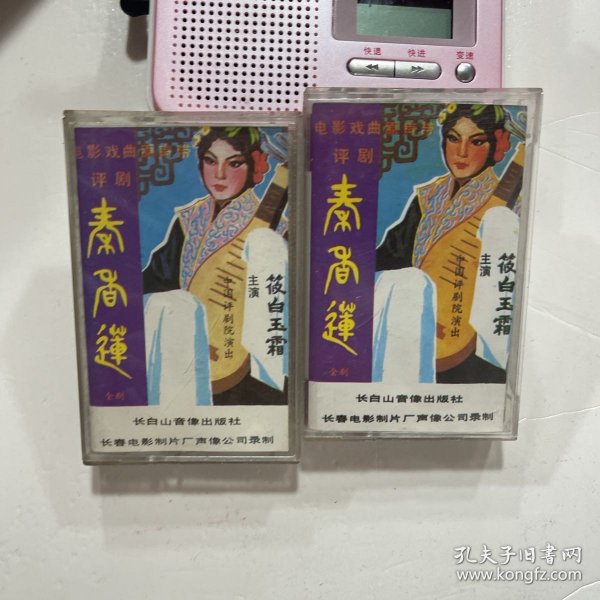 快退 快进 变速
电影戏曲录音带
评剧
秦香莲
全剧
主演
筱白玉霜
中国评剧院演出
长白山音像出版社
长春电影制片厂声像公司录制
电影戏曲录音带
评剧
秦香莲
全剧
主演
筱白玉霜
中国评剧院演出
长白山音像出版社
长春电影制片厂声像公司录制
孔夫子旧书网
www.kongfz.com